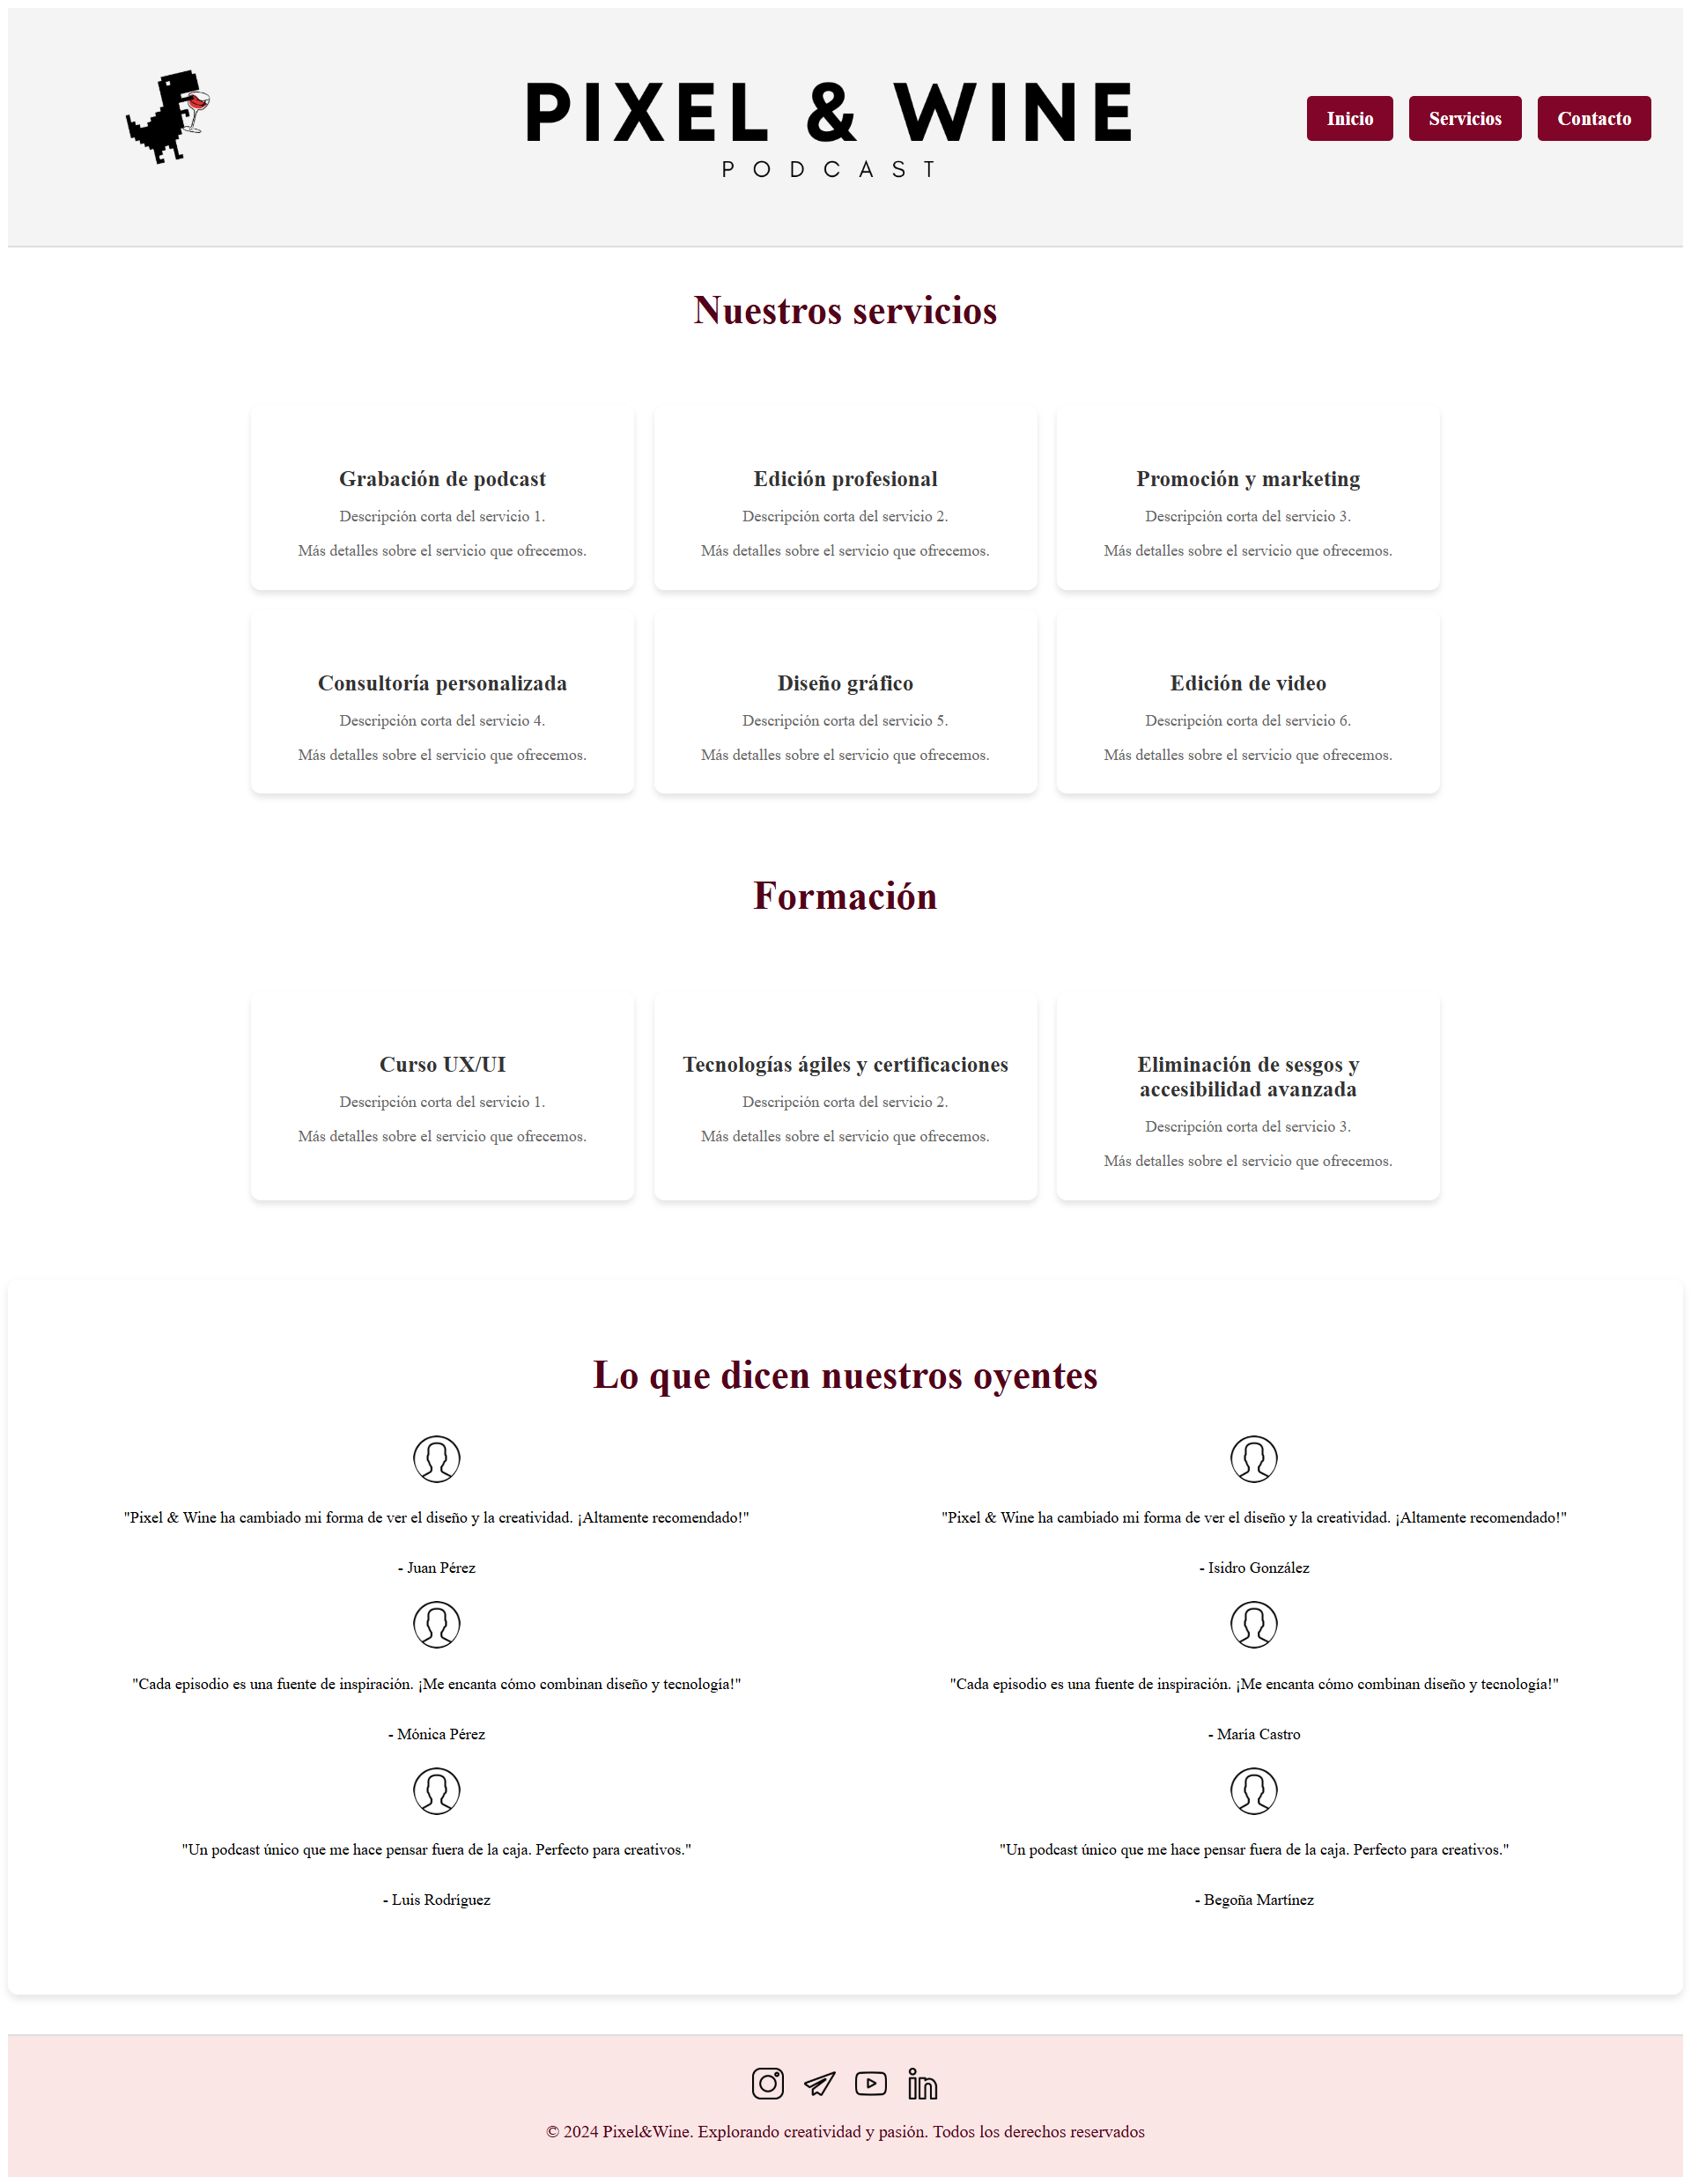 PIXEL & WINE
PODCAST
Inicio
Servicios
Contacto
Nuestros servicios
Grabación de podcast
Descripción corta del servicio 1.
Más detalles sobre el servicio que ofrecemos.
Edición profesional
Descripción corta del servicio 2.
Más detalles sobre el servicio que ofrecemos.
Promoción y marketing
Descripción corta del servicio 3.
Más detalles sobre el servicio que ofrecemos.
Consultoría personalizada
Descripción corta del servicio 4.
Más detalles sobre el servicio que ofrecemos.
Diseño gráfico
Descripción corta del servicio 5.
Más detalles sobre el servicio que ofrecemos.
Edición de video
Descripción corta del servicio 6.
Más detalles sobre el servicio que ofrecemos.
Formación
Curso UX/UI
Descripción corta del servicio 1.
Más detalles sobre el servicio que ofrecemos.
Tecnologías ágiles y certificaciones
Descripción corta del servicio 2.
Más detalles sobre el servicio que ofrecemos.
Eliminación de sesgos y
accesibilidad avanzada
Descripción corta del servicio 3.
Más detalles sobre el servicio que ofrecemos.
Lo que dicen nuestros oyentes
"Pixel & Wine ha cambiado mi forma de ver el diseño y la creatividad. ¡Altamente recomendado!"
- Juan Pérez
"Pixel & Wine ha cambiado mi forma de ver el diseño y la creatividad. ¡Altamente recomendado!"
- Isidro González
"Cada episodio es una fuente de inspiración. ¡Me encanta cómo combinan diseño y tecnología!"
- Mónica Pérez
"Cada episodio es una fuente de inspiración. ¡Me encanta cómo combinan diseño y tecnología!"
- María Castro
"Un podcast único que me hace pensar fuera de la caja. Perfecto para creativos."
- Luis Rodríguez
"Un podcast único que me hace pensar fuera de la caja. Perfecto para creativos."
- Begoña Martínez
© 2024 Pixel&Wine. Explorando creatividad y pasión. Todos los derechos reservados